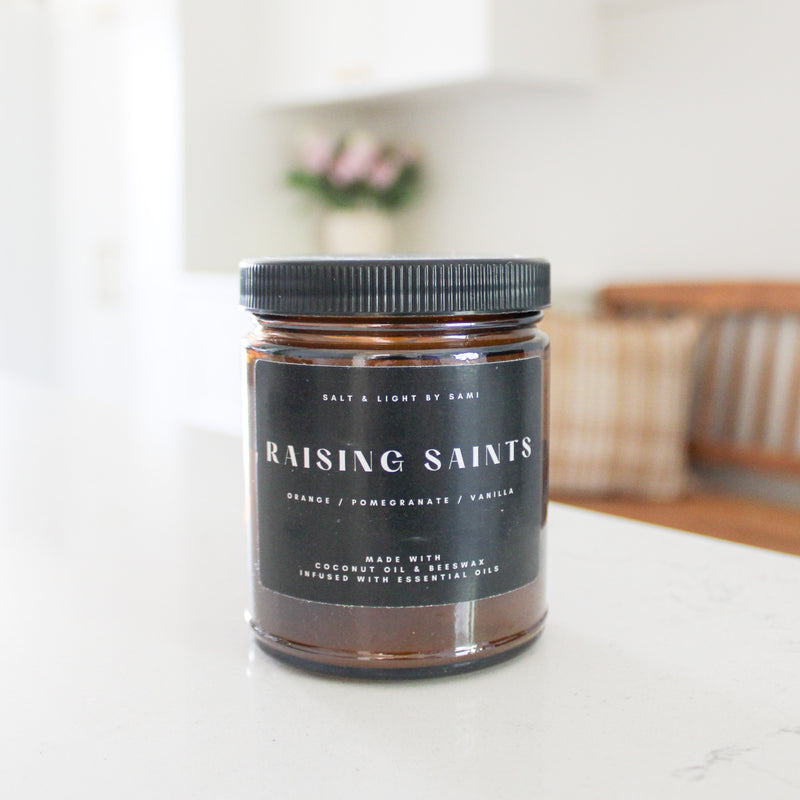 SALT & LIGHT BY SAMI
RAISING SAINTS
ORANGE / POMEGRANATE / VANILLA
MADE WITH
COCONUT OIL & BEESWAX
INFUSED WITH ESSENTIAL OILS